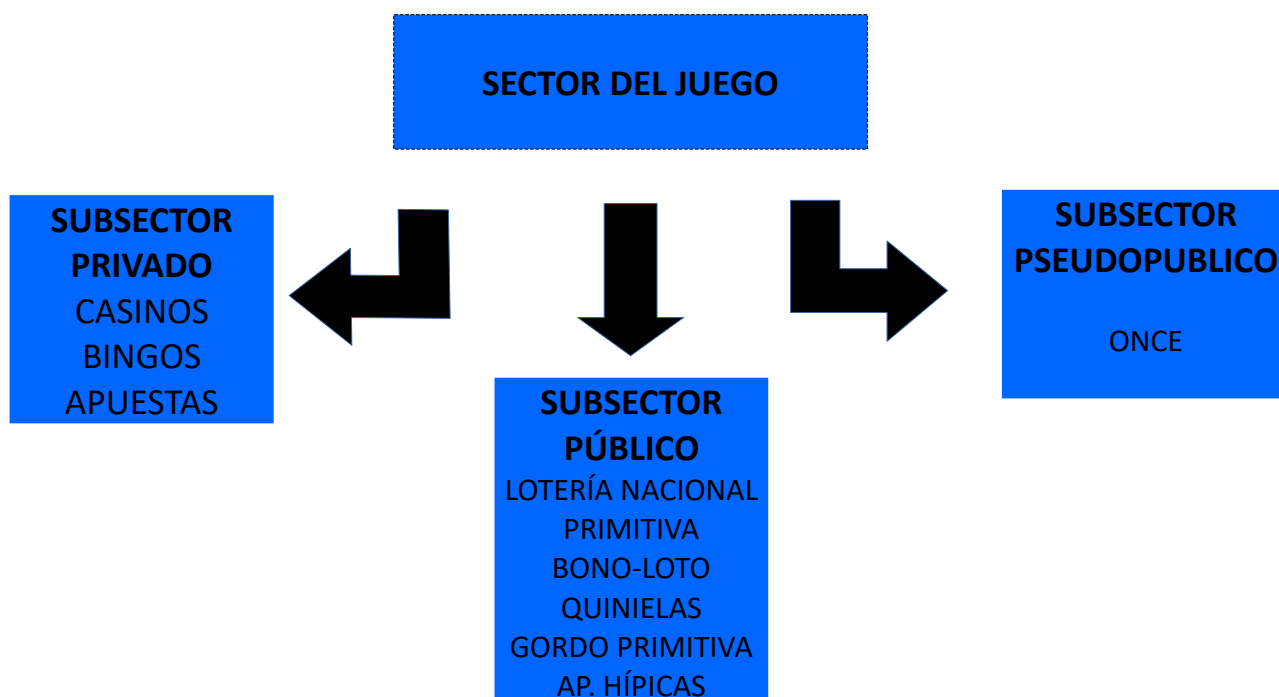 SECTOR DEL JUEGO
SUBSECTOR
PRIVADO
CASINOS
BINGOS
APUESTAS
SUBSECTOR
PÚBLICO
LOTERÍA NACIONAL
PRIMITIVA
BONO-LOTO
QUINIELAS
GORDO PRIMITIVA
AP. HÍPICAS
SUBSECTOR
PSEUDOPUBLICO
ONCE